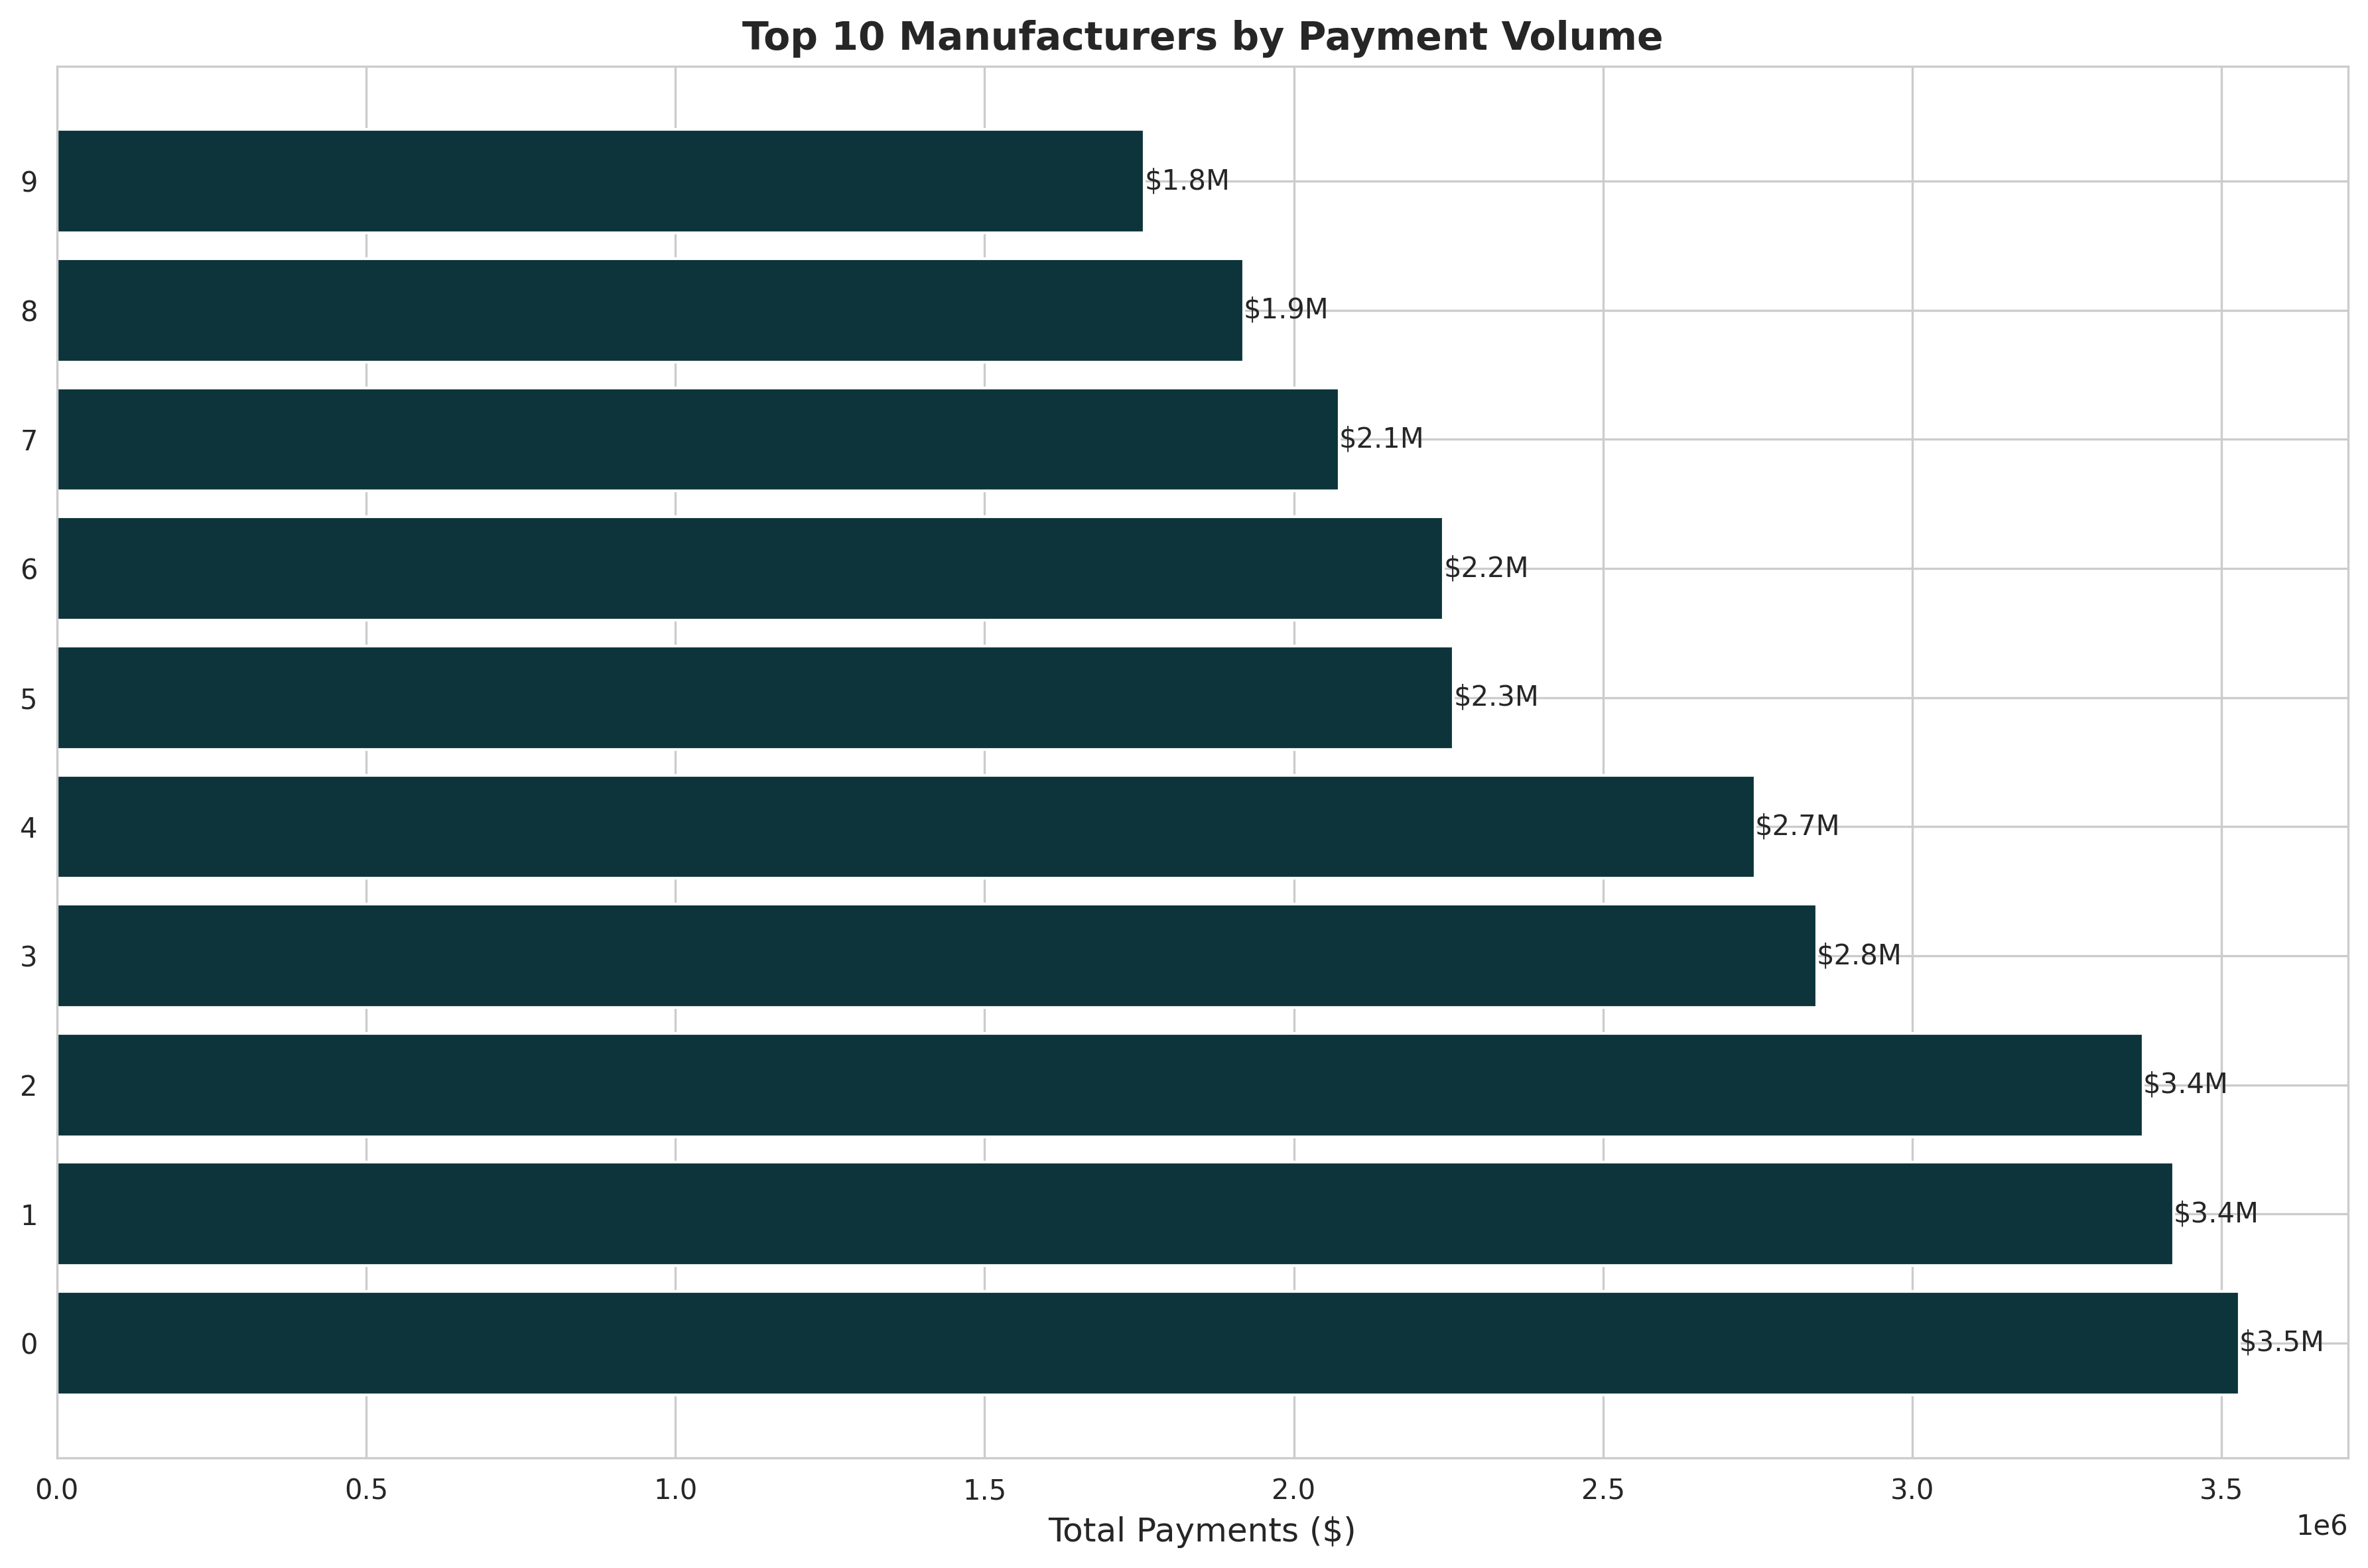 Top 10 Manufacturers by Payment Volume
9 $1.8M
8 $1.9M
7 $2.1M
6 $2.2M
5 $2.3M
4 $2.7M
3 $2.8M
2 $3.4M
1 $3.4M
0 $3.5M
0.0 0.5 1.0 1.5 2.0 2.5 3.0 3.5
1e6
Total Payments ($)